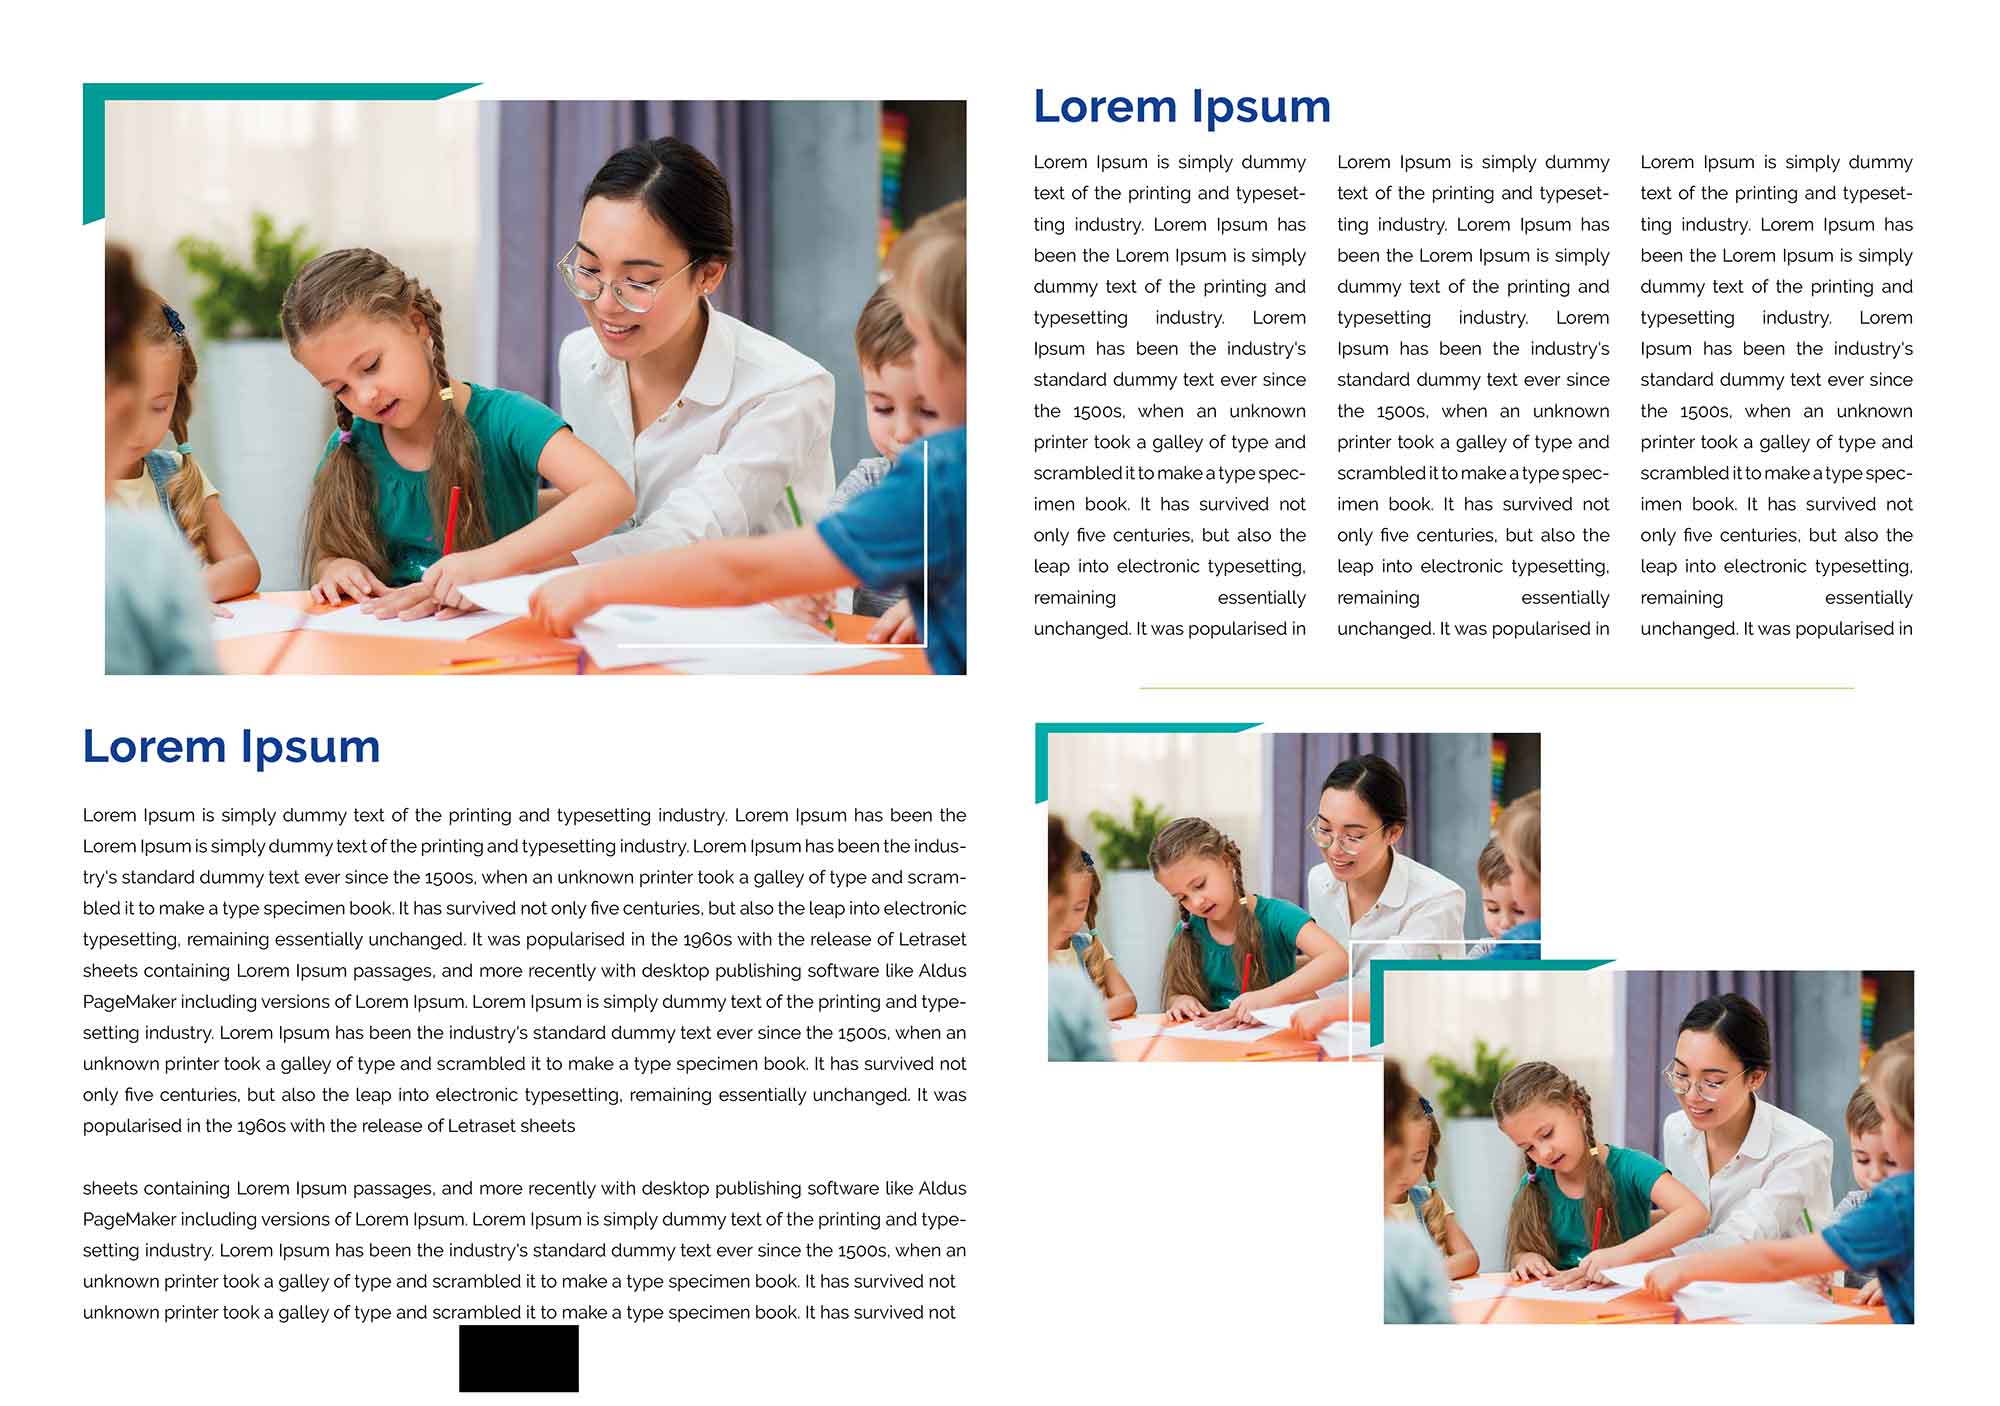 Lorem Ipsum
Lorem Ipsum is simply dummy text of the printing and typesetting industry. Lorem Ipsum has been the
Lorem Ipsum is simply dummy text of the printing and typesetting industry. Lorem Ipsum has been the indus-
try's standard dummy text ever since the 1500s, when an unknown printer took a galley of type and scram-
bled it to make a type specimen book. It has survived not only five centuries, but also the leap into electronic
typesetting, remaining essentially unchanged. It was popularised in the 1960s with the release of Letraset
sheets containing Lorem Ipsum passages, and more recently with desktop publishing software like Aldus
PageMaker including versions of Lorem Ipsum. Lorem Ipsum is simply dummy text of the printing and type-
setting industry. Lorem Ipsum has been the industry's standard dummy text ever since the 1500s, when an
unknown printer took a galley of type and scrambled it to make a type specimen book. It has survived not
only five centuries, but also the leap into electronic typesetting, remaining essentially unchanged. It was
popularised in the 1960s with the release of Letraset sheets
sheets containing Lorem Ipsum passages, and more recently with desktop publishing software like Aldus
PageMaker including versions of Lorem Ipsum. Lorem Ipsum is simply dummy text of the printing and type-
setting industry. Lorem Ipsum has been the industry's standard dummy text ever since the 1500s, when an
unknown printer took a galley of type and scrambled it to make a type specimen book. It has survived not
unknown printer took a galley of type and scrambled it to make a type specimen book. It has survived not
Lorem Ipsum
Lorem Ipsum is simply dummy
text of the printing and typeset-
ting industry. Lorem Ipsum has
been the Lorem Ipsum is simply
dummy text of the printing and
typesetting industry. Lorem
Ipsum has been the industry's
standard dummy text ever since
the 1500s, when an unknown
printer took a galley of type and
scrambled it to make a type spec-
imen book. It has survived not
only five centuries, but also the
leap into electronic typesetting,
remaining essentially
unchanged. It was popularised in
Lorem Ipsum is simply dummy
text of the printing and typeset-
ting industry. Lorem Ipsum has
been the Lorem Ipsum is simply
dummy text of the printing and
typesetting industry. Lorem
Ipsum has been the industry's
standard dummy text ever since
the 1500s, when an unknown
printer took a galley of type and
scrambled it to make a type spec-
imen book. It has survived not
only five centuries, but also the
leap into electronic typesetting,
remaining essentially
unchanged. It was popularised in
Lorem Ipsum is simply dummy
text of the printing and typeset-
ting industry. Lorem Ipsum has
been the Lorem Ipsum is simply
dummy text of the printing and
typesetting industry. Lorem
Ipsum has been the industry's
standard dummy text ever since
the 1500s, when an unknown
printer took a galley of type and
scrambled it to make a type spec-
imen book. It has survived not
only five centuries, but also the
leap into electronic typesetting,
remaining essentially
unchanged. It was popularised in